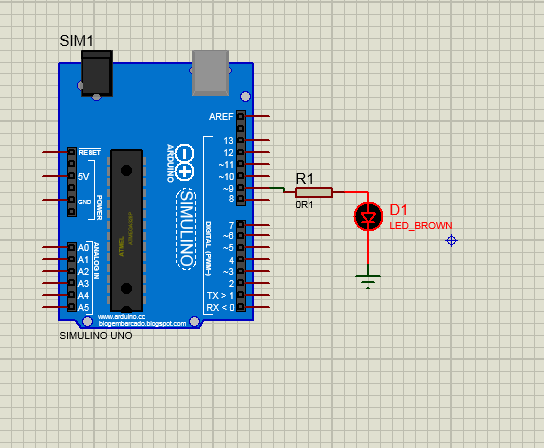 SIM1
AREF
13
12
~11
~10
~9
8
RESET
5V
GND
POWER
ARDUINO
SIMULINO
ATMEL
ATMEGA328P
DIGITAL (PWM~)
7
~6
~5
4
~3
2
TX > 1
RX < 0
ANALOG IN
A0
A1
A2
A3
A4
A5
www.arduino.cc
blogembarcado.blogspot.com
SIMULINO UNO
R1
0R1
D1
LED_BROWN